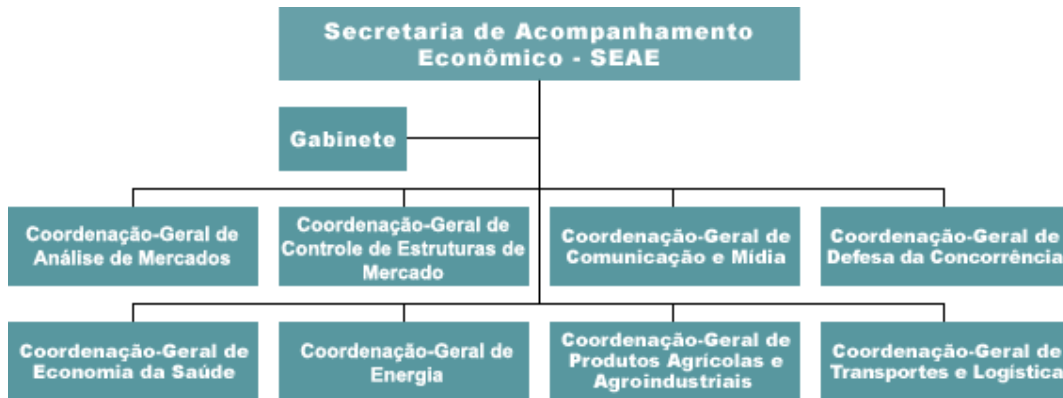 Secretaria de Acompanhamento
Econômico - SEAE
Gabinete
Coordenação-Geral de
Análise de Mercados
Coordenação-Geral de
Controle de Estruturas de
Mercado
Coordenação-Geral de
Comunicação e Mídia
Coordenação-Geral de
Defesa da Concorrência
Coordenação-Geral de
Economia da Saúde
Coordenação-Geral de
Energia
Coordenação-Geral de
Produtos Agrícolas e
Agroindustriais
Coordenação-Geral de
Transportes e Logística